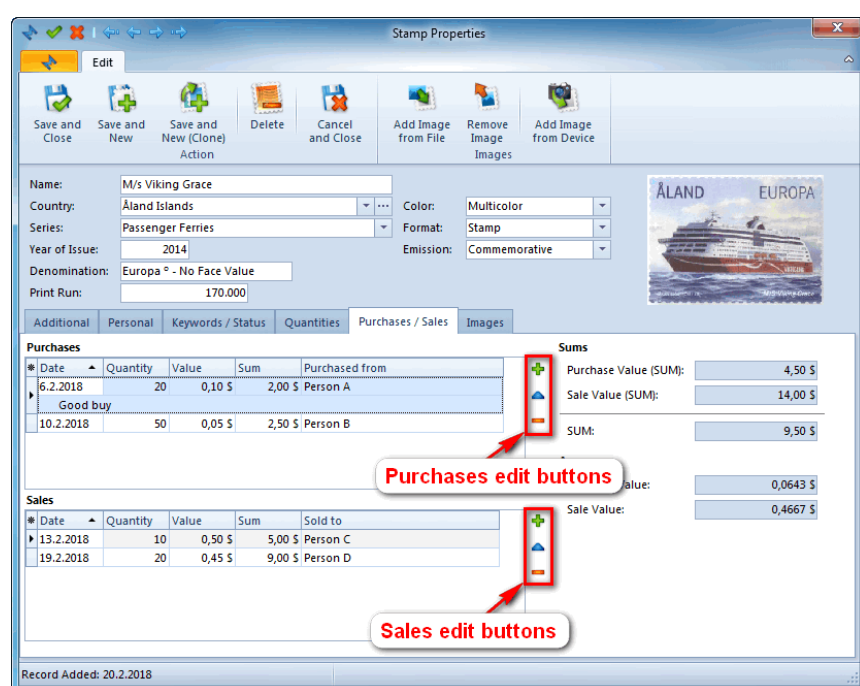 Stamp Properties
Edit
Save and Close
Save and New
Save and New (Clone)
Delete
Cancel and Close
Add Image from File
Remove Image
Add Image from Device
Action
Images
Name: M/s Viking Grace
Country: Åland Islands
Color: Multicolor
Series: Passenger Ferries
Format: Stamp
Year of Issue: 2014
Emission: Commemorative
Denomination: Europa º - No Face Value
Print Run: 170.000
ÅLAND EUROPA
M/S Viking Grace
Additional Personal Keywords / Status Quantities Purchases / Sales Images
Purchases
Date Quantity Value Sum Purchased from
6.2.2018 20 0,10 $ 2,00 $ Person A
Good buy
10.2.2018 50 0,05 $ 2,50 $ Person B
Purchases edit buttons
Sales
Date Quantity Value Sum Sold to
13.2.2018 10 0,50 $ 5,00 $ Person C
19.2.2018 20 0,45 $ 9,00 $ Person D
Sales edit buttons
Sums
Purchase Value (SUM): 4,50 $
Sale Value (SUM): 14,00 $
SUM: 9,50 $
alue: 0,0643 $
Sale Value: 0,4667 $
Record Added: 20.2.2018